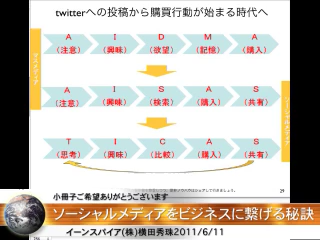 twitterへの投稿から購買行動が始まる時代へ
A I D M A
(注意) (興味) (欲望) (記憶) (購入)
A I S A S
(注意) (興味) (検索) (購入) (共有)
T I C A S
(思考) (興味) (比較) (購入) (共有)
29
小冊子ご希望ありがとうございます
ソーシャルメディアをビジネスに繋げる秘訣
イーンスパイア(株)横田秀珠2011/6/11